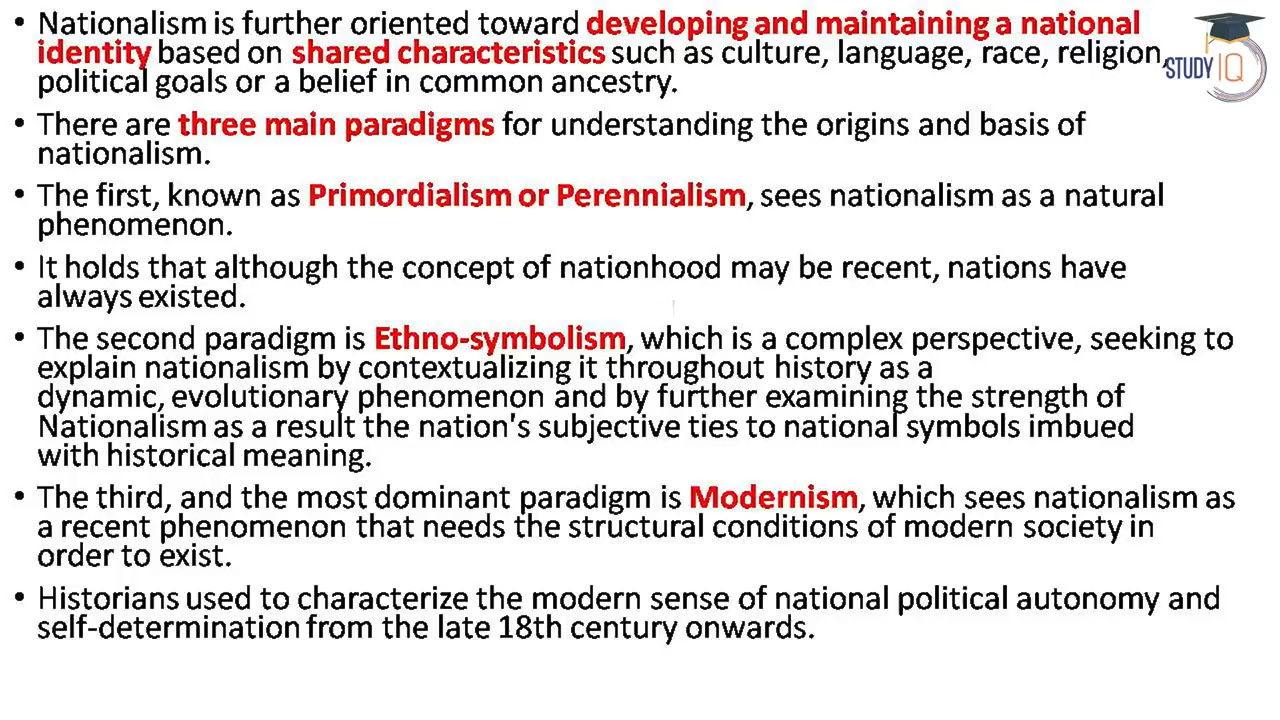 • Nationalism is further oriented toward developing and maintaining a national
identity based on shared characteristics such as culture, language, race, religion,
political goals or a belief in common ancestry.
STUDY IQ
• There are three main paradigms for understanding the origins and basis of
nationalism.
• The first, known as Primordialism or Perennialism, sees nationalism as a natural
phenomenon.
• It holds that although the concept of nationhood may be recent, nations have
always existed.
• The second paradigm is Ethno-symbolism, which is a complex perspective, seeking to
explain nationalism by contextualizing it throughout history as a
dynamic, evolutionary phenomenon and by further examining the strength of
Nationalism as a result the nation's subjective ties to national symbols imbued
with historical meaning.
• The third, and the most dominant paradigm is Modernism, which sees nationalism as
a recent phenomenon that needs the structural conditions of modern society in
order to exist.
• Historians used to characterize the modern sense of national political autonomy and
self-determination from the late 18th century onwards.